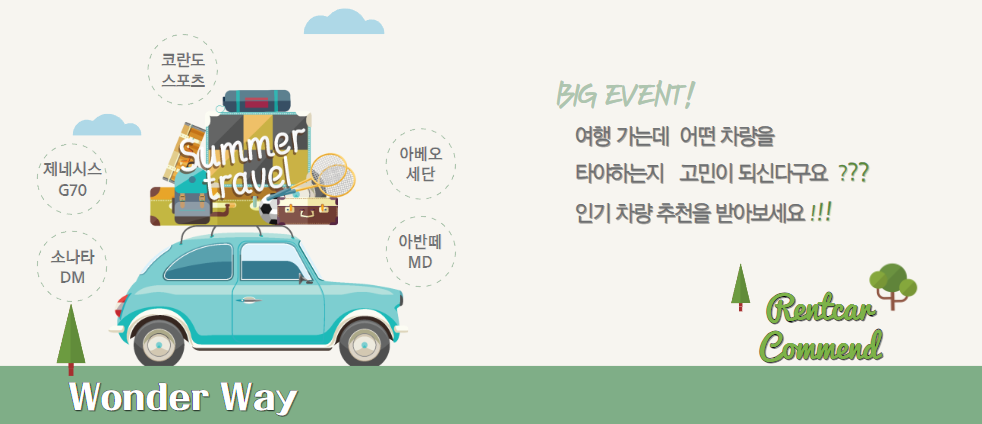 코란도
스포츠
제네시스
G70
소나타
DM
Summer
travel
아베오
세단
아반떼
MD
BIG EVENT!
여행 가는데 어떤 차량을
타야하는지 고민이 되신다구요 ???
인기 차량 추천을 받아보세요 !!!
Rentcar
Commend
Wonder Way